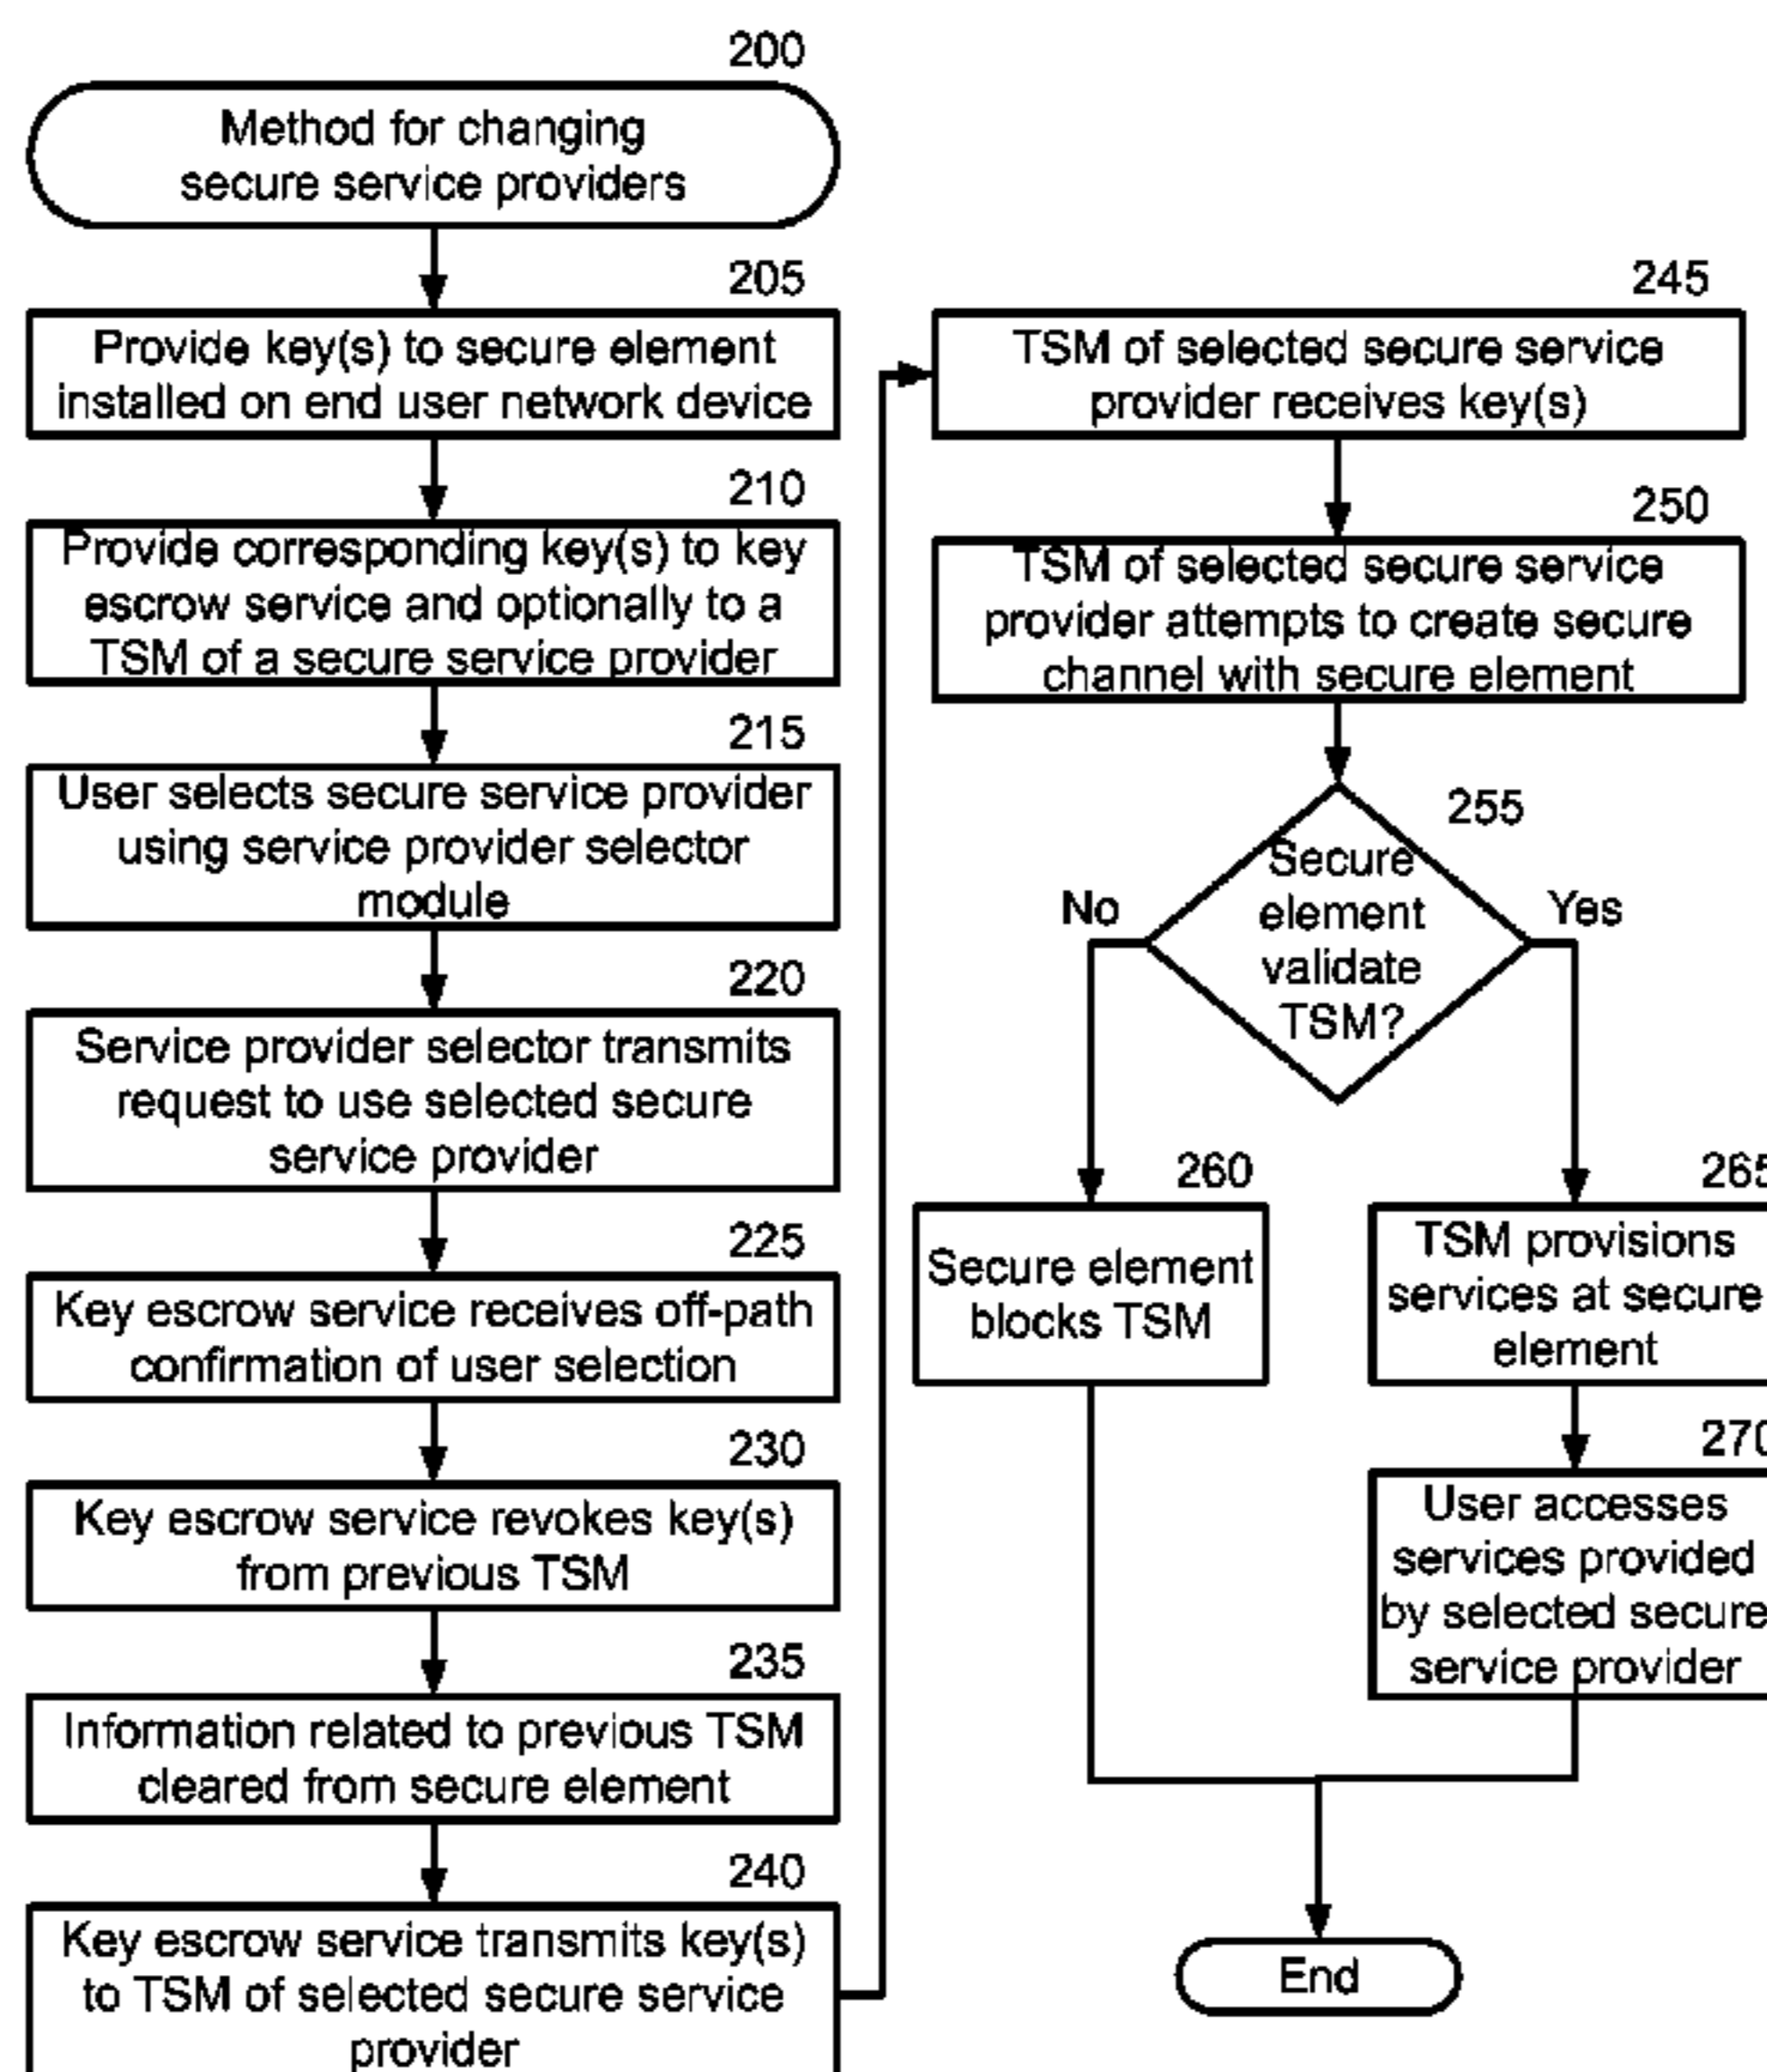 200
Method for changing
secure service providers
205
Provide key(s) to secure element
installed on end user network device
210
Provide corresponding key(s) to key
escrow service and optionally to a
TSM of a secure service provider
215
User selects secure service provider
using service provider selector
module
220
Service provider selector transmits
request to use selected secure
service provider
225
Key escrow service receives off-path
confirmation of user selection
230
Key escrow service revokes key(s)
from previous TSM
235
Information related to previous TSM
cleared from secure element
240
Key escrow service transmits key(s)
to TSM of selected secure service
provider
245
TSM of selected secure service
provider receives key(s)
250
TSM of selected secure service
provider attempts to create secure
channel with secure element
255
Secure
element
validate
TSM?
No
Yes
260
Secure element
blocks TSM
265
TSM provisions
services at secure
element
270
User accesses
services provided
by selected secure
service provider
End